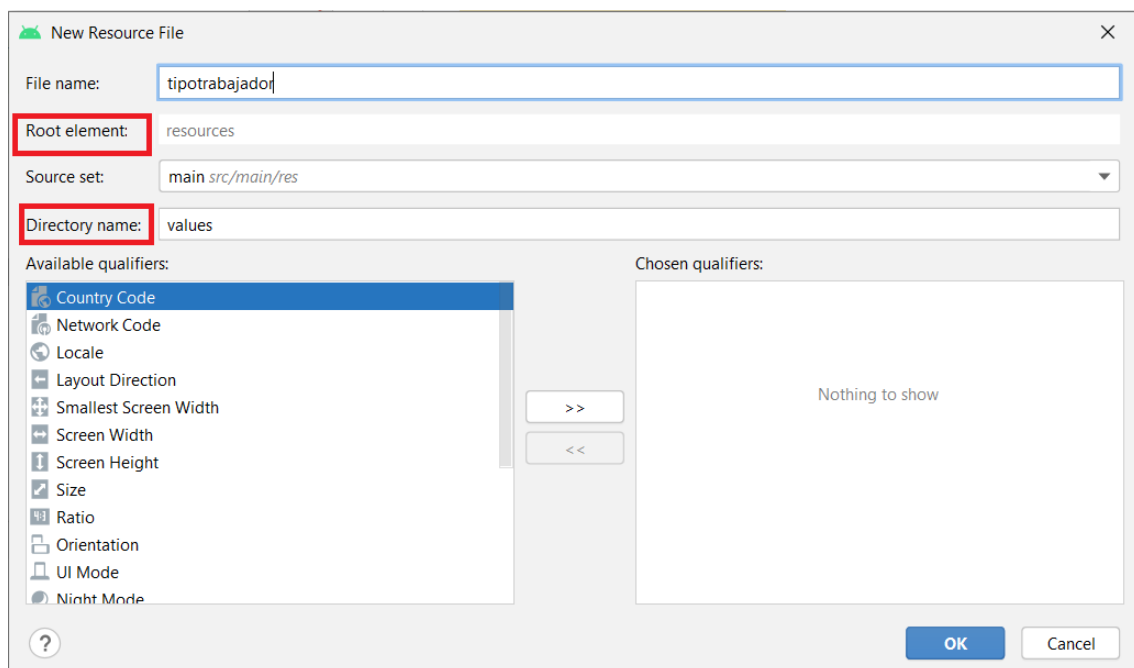 New Resource File
File name: tipotrabajador
Root element: resources
Source set: main src/main/res
Directory name: values
Available qualifiers: Chosen qualifiers:
Country Code
Network Code
Locale
Layout Direction
Smallest Screen Width
Screen Width
Screen Height
Size
Ratio
Orientation
UI Mode
Night Mode
>>
<<
Nothing to show
?
OK Cancel